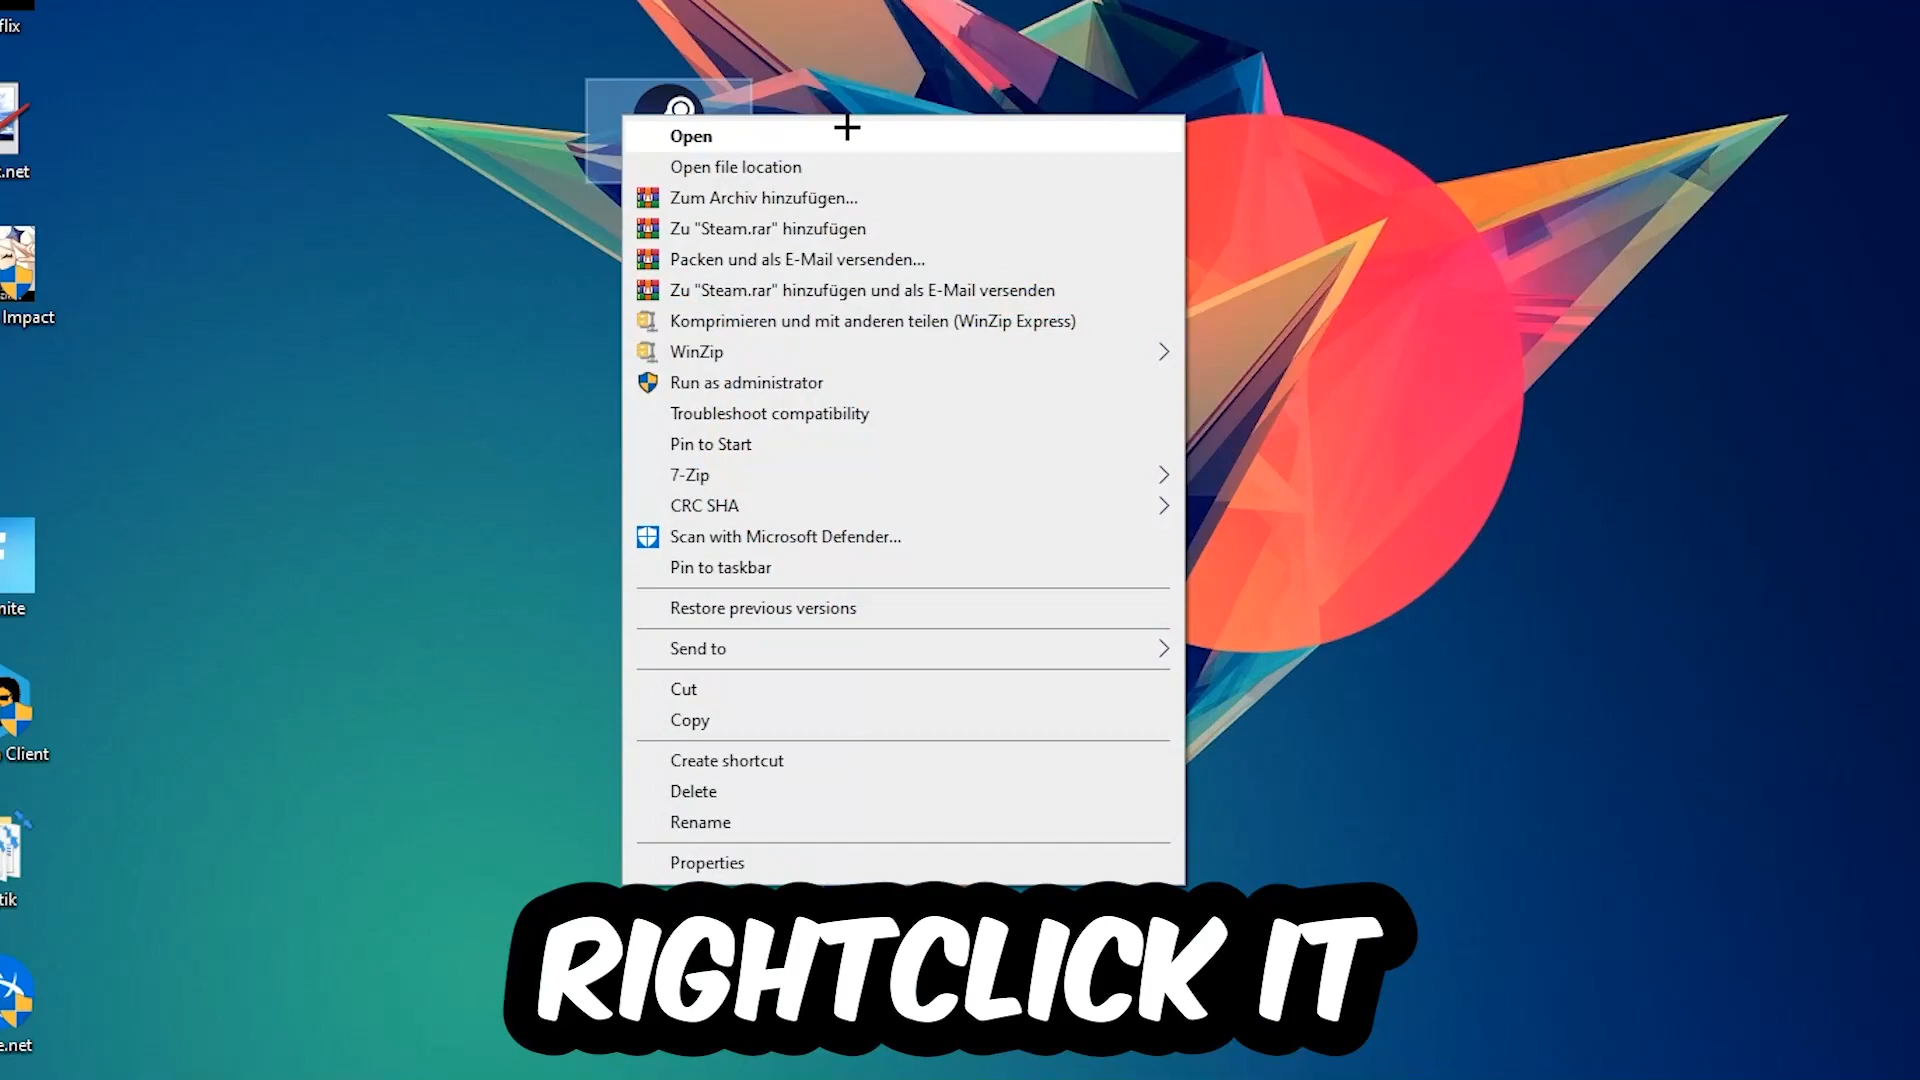 flix
.net
Impact
nite
Client
tik
e.net
Open
Open file location
Zum Archiv hinzufügen...
Zu "Steam.rar" hinzufügen
Packen und als E-Mail versenden...
Zu "Steam.rar" hinzufügen und als E-Mail versenden
Komprimieren und mit anderen teilen (WinZip Express)
WinZip
Run as administrator
Troubleshoot compatibility
Pin to Start
7-Zip
CRC SHA
Scan with Microsoft Defender...
Pin to taskbar
Restore previous versions
Send to
Cut
Copy
Create shortcut
Delete
Rename
Properties
RIGHTCLICK IT